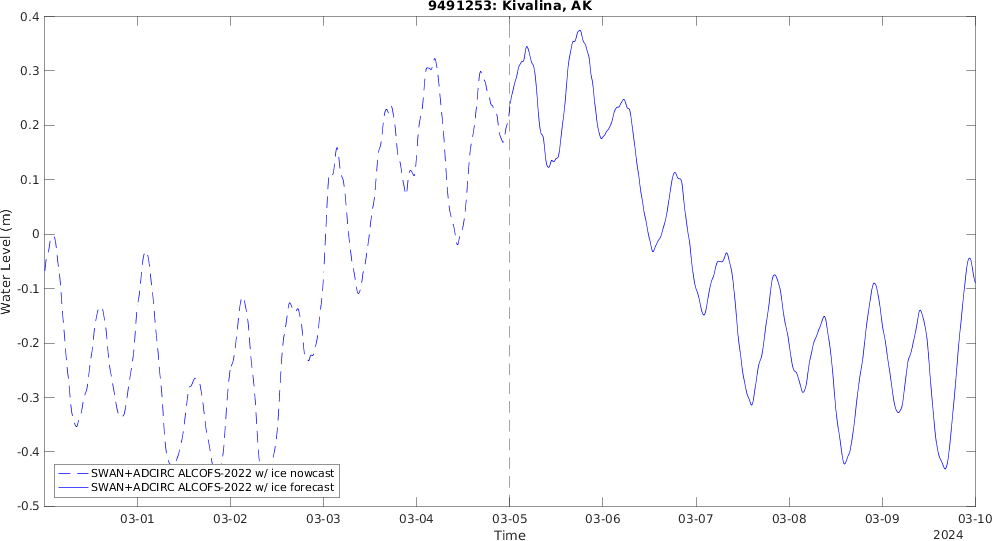 9491253: Kivalina, AK
0.4
0.3
0.2
0.1
0
-0.1
-0.2
-0.3
-0.4
-0.5
Water Level (m)
SWAN+ADCIRC ALCOFS-2022 w/ ice nowcast
SWAN+ADCIRC ALCOFS-2022 w/ ice forecast
03-01 03-02 03-03 03-04 03-05 03-06 03-07 03-08 03-09 03-10
Time
2024